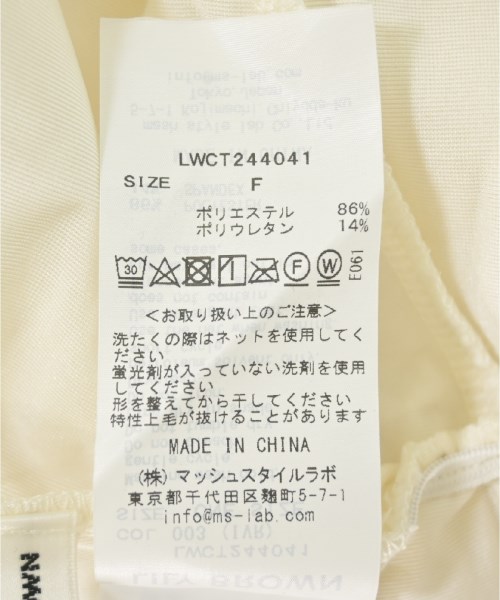 LWCT244041
SIZE F
ポリエステル 86%
ポリウレタン 14%
30 F W E061
<お取り扱い上のご注意>
洗たくの際はネットを使用してく
ださい
蛍光剤が入っていない洗剤を使用
してください
形を整えてから干してください
特性上毛が抜けることがあります
MADE IN CHINA
(株)マッシュスタイルラボ
東京都千代田区麹町5-7-1
info@ms-lab.com